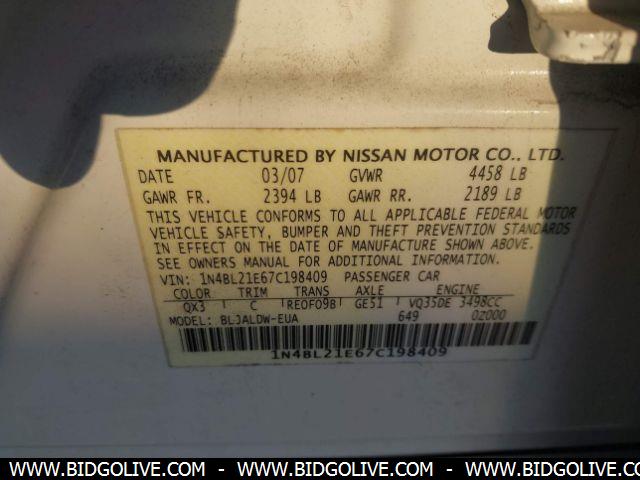 MANUFACTURED BY NISSAN MOTOR CO., LTD.
DATE 03/07 GVWR 4458 LB
GAWR FR. 2394 LB GAWR RR. 2189 LB
THIS VEHICLE CONFORMS TO ALL APPLICABLE FEDERAL MOTOR
VEHICLE SAFETY, BUMPER AND THEFT PREVENTION STANDARDS
IN EFFECT ON THE DATE OF MANUFACTURE SHOWN ABOVE.
SEE OWNERS MANUAL FOR ADDITIONAL INFORMATION.
VIN: 1N4BL21E67C198409 PASSENGER CAR
COLOR TRIM TRANS AXLE ENGINE
QX3 C RE0F09B GE51 VQ35DE 3498CC
MODEL: BLJALDW-EUA 649 0Z000
1N4BL21E67C198409
WWW.BIDGOLIVE.COM - WWW.BIDGOLIVE.COM - WWW.BIDGOLIVE.COM